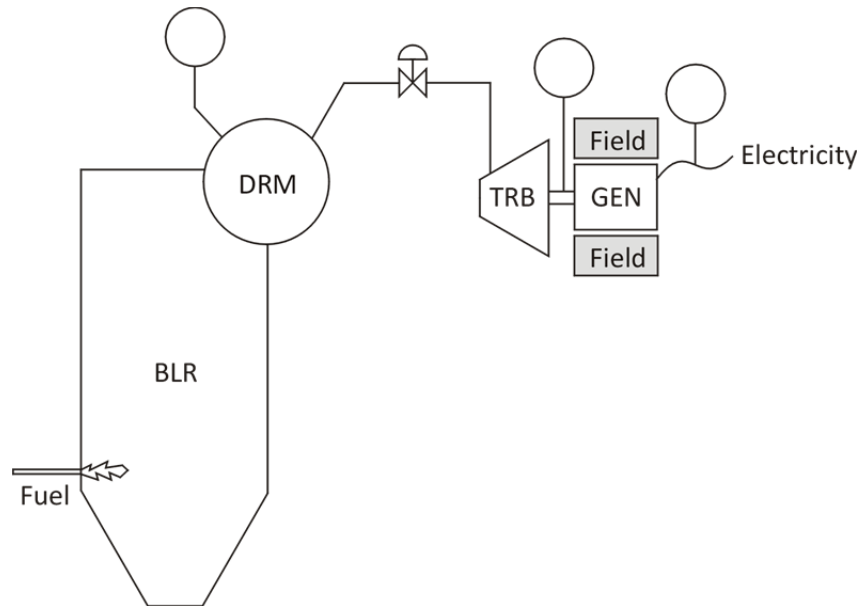 Field
Electricity
DRM
TRB
GEN
Field
BLR
Fuel